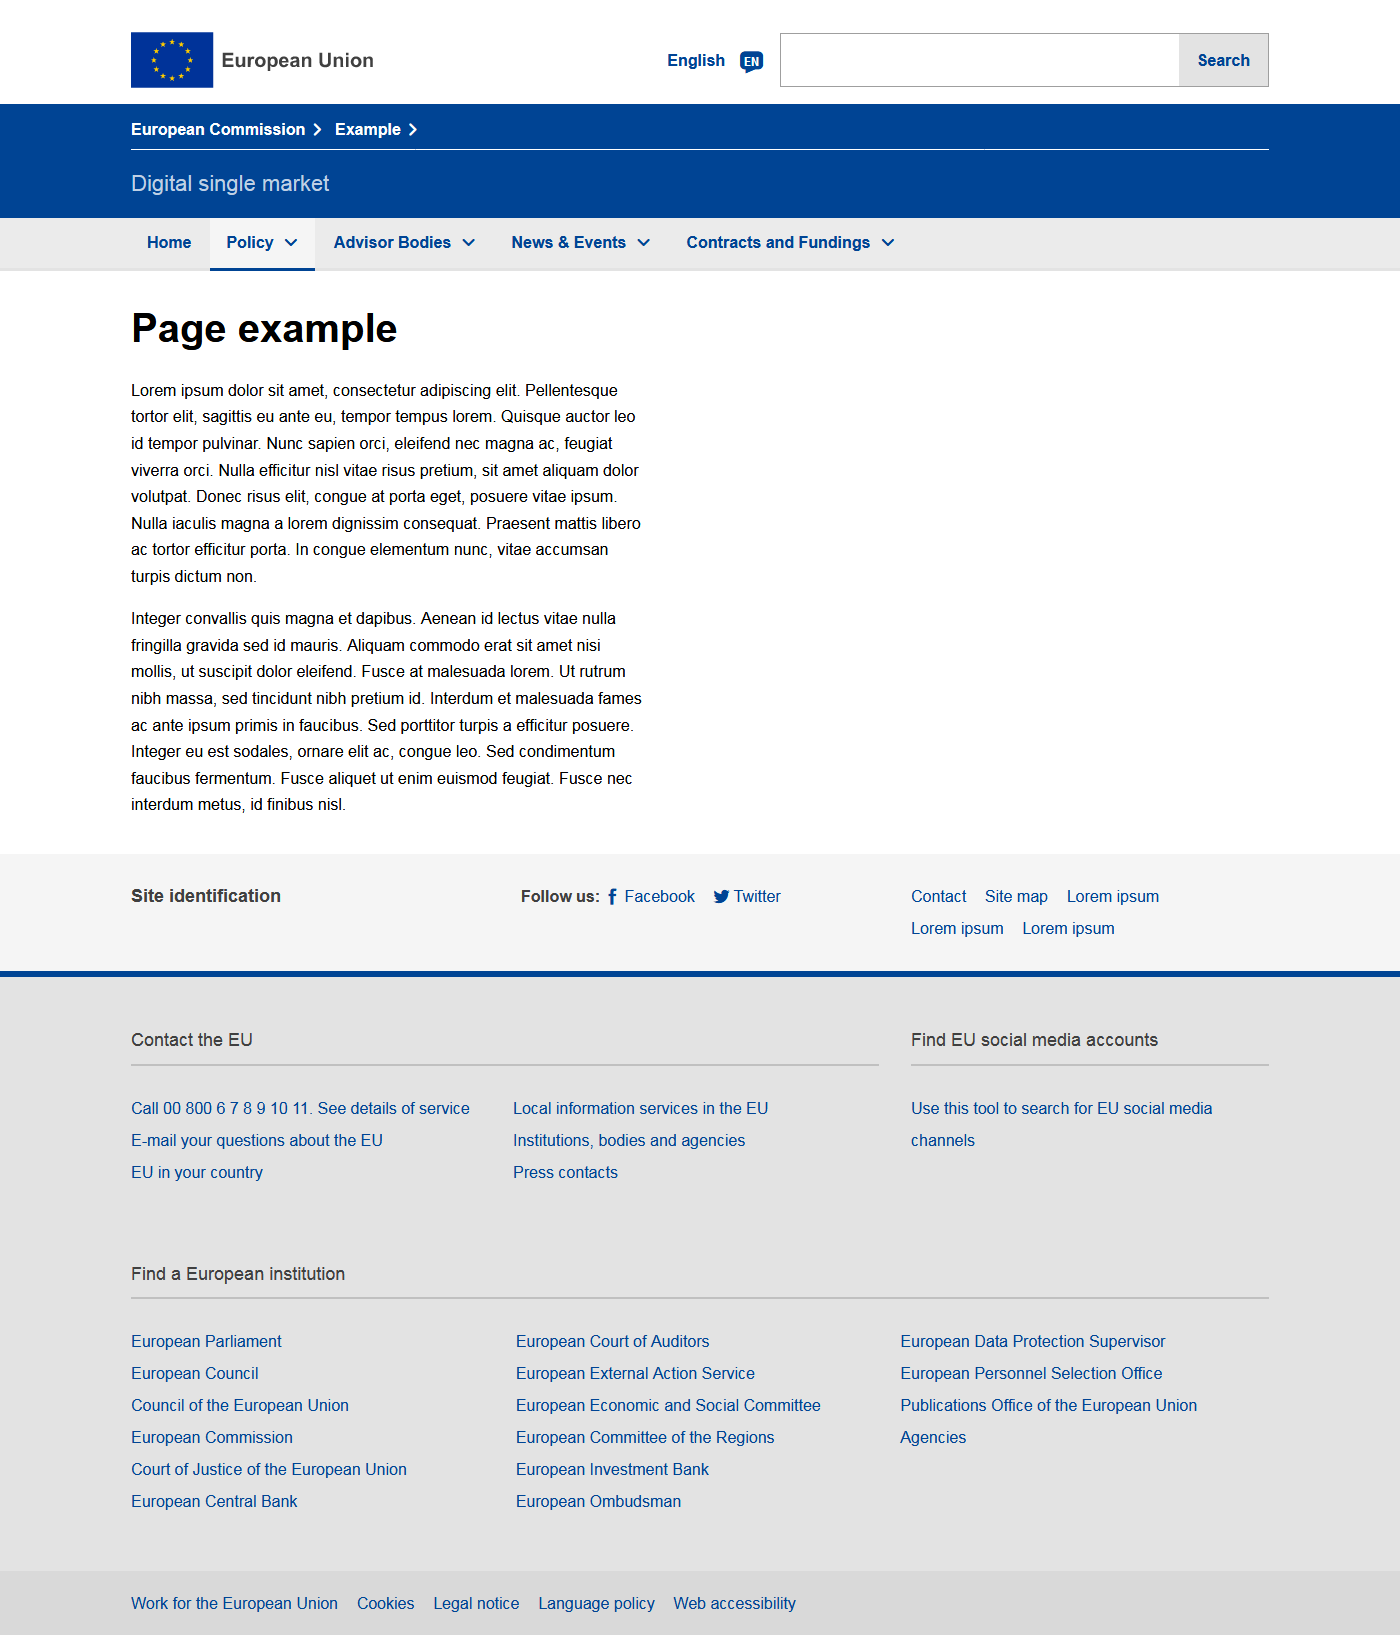 European Union
English EN Search
European Commission Example
Digital single market
Home Policy Advisor Bodies News & Events Contracts and Fundings
Page example
Lorem ipsum dolor sit amet, consectetur adipiscing elit. Pellentesque
tortor elit, sagittis eu ante eu, tempor tempus lorem. Quisque auctor leo
id tempor pulvinar. Nunc sapien orci, eleifend nec magna ac, feugiat
viverra orci. Nulla efficitur nisl vitae risus pretium, sit amet aliquam dolor
volutpat. Donec risus elit, congue at porta eget, posuere vitae ipsum.
Nulla iaculis magna a lorem dignissim consequat. Praesent mattis libero
ac tortor efficitur porta. In congue elementum nunc, vitae accumsan
turpis dictum non.
Integer convallis quis magna et dapibus. Aenean id lectus vitae nulla
fringilla gravida sed id mauris. Aliquam commodo erat sit amet nisi
mollis, ut suscipit dolor eleifend. Fusce at malesuada lorem. Ut rutrum
nibh massa, sed tincidunt nibh pretium id. Interdum et malesuada fames
ac ante ipsum primis in faucibus. Sed porttitor turpis a efficitur posuere.
Integer eu est sodales, ornare elit ac, congue leo. Sed condimentum
faucibus fermentum. Fusce aliquet ut enim euismod feugiat. Fusce nec
interdum metus, id finibus nisl.
Site identification
Follow us: Facebook Twitter
Contact Site map Lorem ipsum
Lorem ipsum Lorem ipsum
Contact the EU
Call 00 800 6 7 8 9 10 11. See details of service
E-mail your questions about the EU
EU in your country
Local information services in the EU
Institutions, bodies and agencies
Press contacts
Find EU social media accounts
Use this tool to search for EU social media
channels
Find a European institution
European Parliament
European Council
Council of the European Union
European Commission
Court of Justice of the European Union
European Central Bank
European Court of Auditors
European External Action Service
European Economic and Social Committee
European Committee of the Regions
European Investment Bank
European Ombudsman
European Data Protection Supervisor
European Personnel Selection Office
Publications Office of the European Union
Agencies
Work for the European Union Cookies Legal notice Language policy Web accessibility